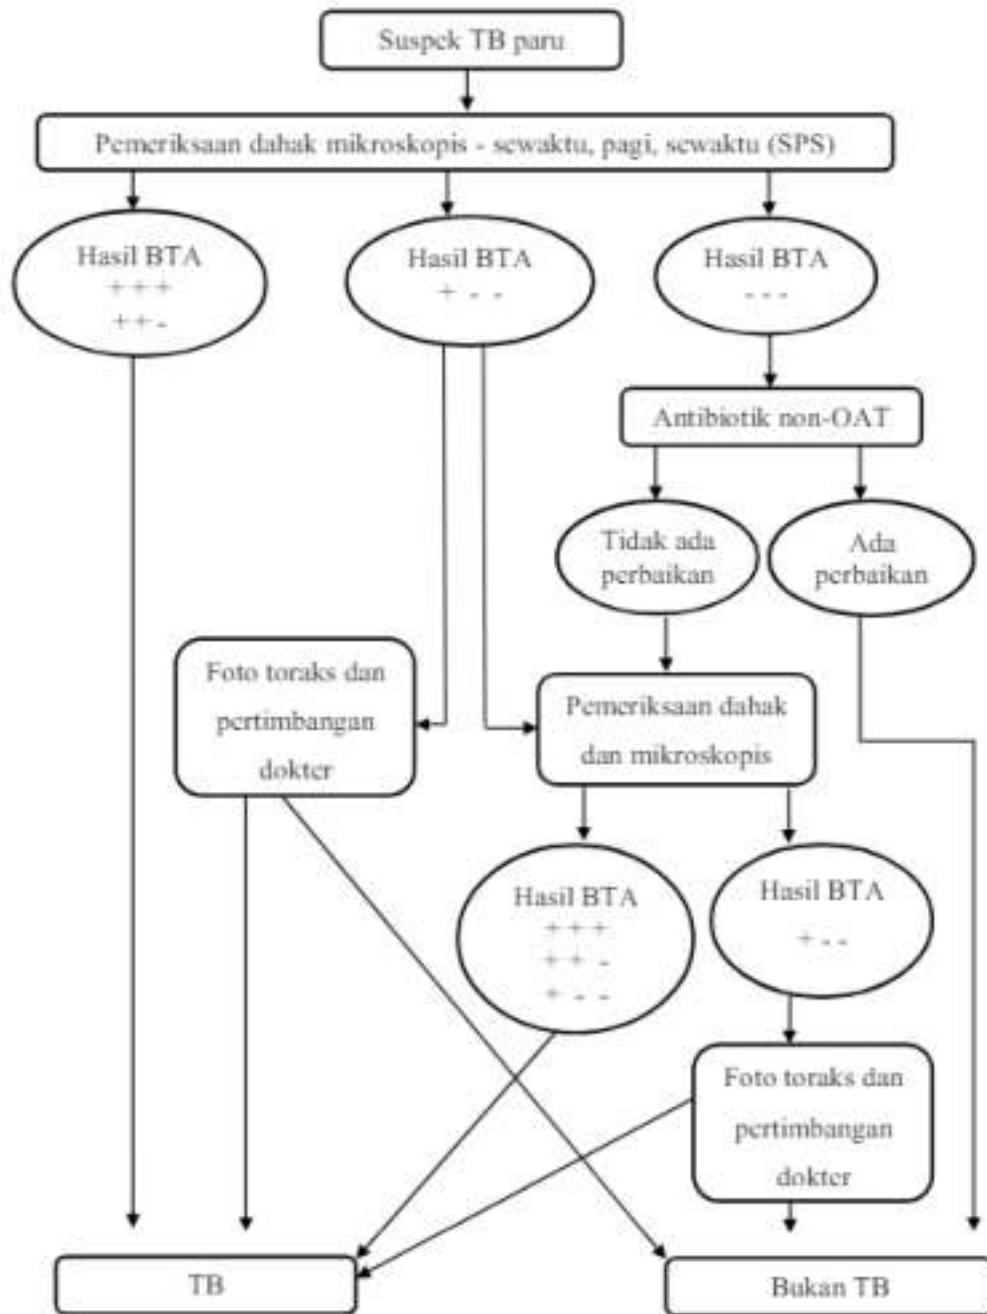 Suspek TB paru
Pemeriksaan dahak mikroskopis - sewaktu, pagi, sewaktu (SPS)
Hasil BTA
+ + +
+ + -
Hasil BTA
+ - -
Hasil BTA
- - -
Antibiotik non-OAT
Tidak ada
perbaikan
Ada
perbaikan
Foto toraks dan
pertimbangan
dokter
Pemeriksaan dahak
dan mikroskopis
Hasil BTA
+ + +
+ + -
+ - -
Hasil BTA
+ - -
Foto toraks dan
pertimbangan
dokter
TB
Bukan TB